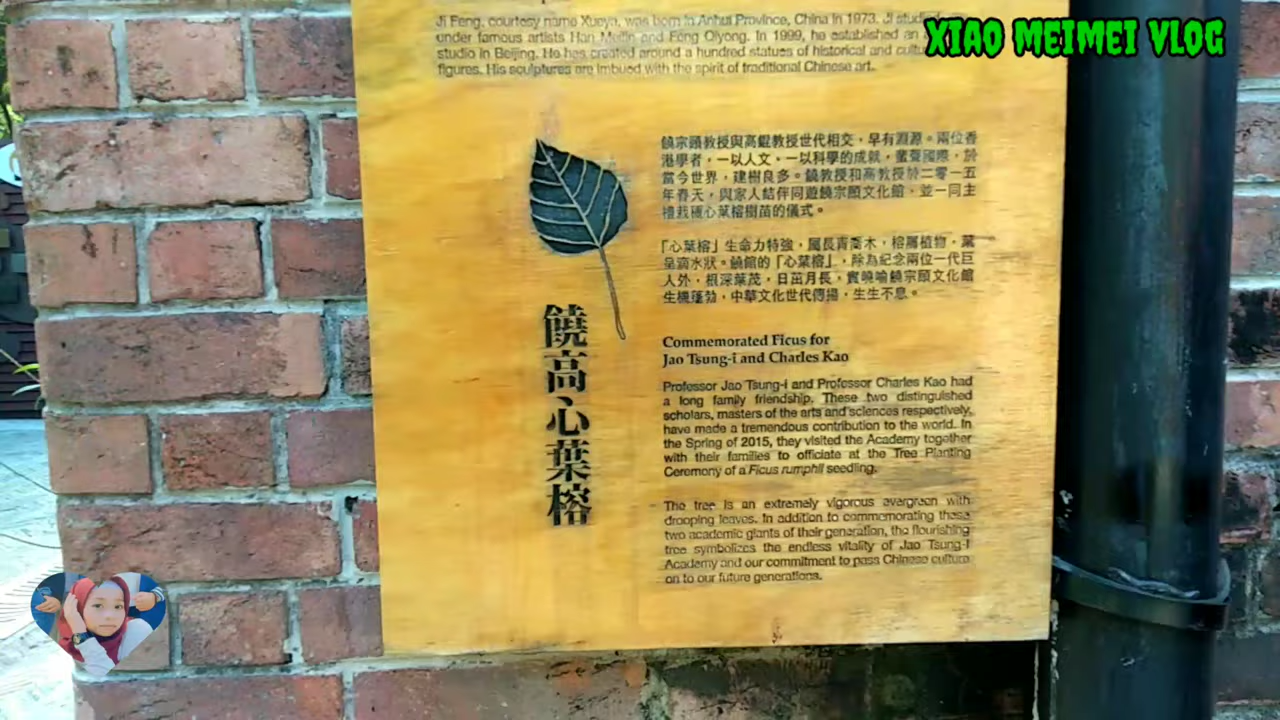 XIAO MEIMEI VLOG
Ji Feng, courtesy name Xueya, was born in Anhui Province, China in 1973. Ji studied
under famous artists Han Meilin and Feng Qiyong. In 1999, he established an
studio in Beijing. He has created around a hundred statues of historical and
figures. His sculptures are imbued with the spirit of traditional Chinese art.
饒宗頤教授與高錕教授世代相交，早有淵源。兩位香
港學者，一以人文，一以科學的成就，蜚聲國際，於
當今世界，建樹良多。饒教授和高教授於二零一五
年春天，與家人結伴同遊饒宗頤文化館，並一同主
禮栽種心葉榕樹苗的儀式。
「心葉榕」生命力特強，屬長青喬木，榕屬植物，葉
呈滴水狀。饒館的「心葉榕」，除為紀念兩位一代巨
人外，根深葉茂，日茁月長，實曉喻饒宗頤文化館
生機蓬勃，中華文化世代傳揚，生生不息。
饒高心葉榕
Commemorated Ficus for
Jao Tsung-i and Charles Kao
Professor Jao Tsung-I and Professor Charles Kao had
a long family friendship. These two distinguished
scholars, masters of the arts and sciences respectively,
have made a tremendous contribution to the world. In
the Spring of 2015, they visited the Academy together
with their families to officiate at the Tree Planting
Ceremony of a Ficus rumphii seedling.
The tree is an extremely vigorous evergreen with
drooping leaves. In addition to commemorating these
two academic giants of their generation, the flourishing
tree symbolizes the endless vitality of Jao Tsung-I
Academy and our commitment to pass Chinese culture
on to our future generations.